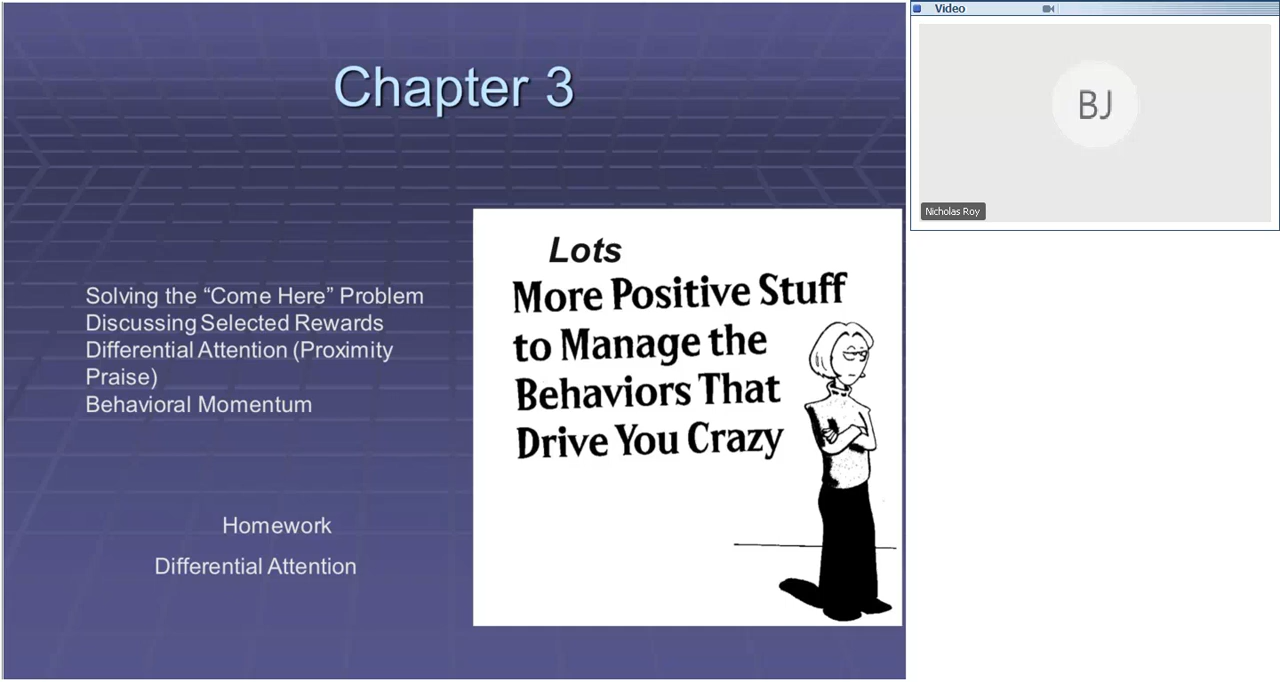 Chapter 3
Solving the “Come Here” Problem
Discussing Selected Rewards
Differential Attention (Proximity
Praise)
Behavioral Momentum
Homework
Differential Attention
Lots
More Positive Stuff
to Manage the
Behaviors That
Drive You Crazy
Video
BJ
Nicholas Roy